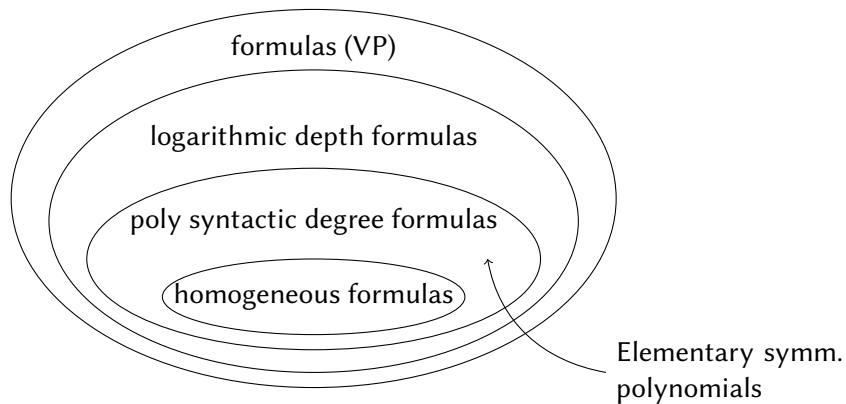 formulas (VP)
logarithmic depth formulas
poly syntactic degree formulas
homogeneous formulas
Elementary symm.
polynomials